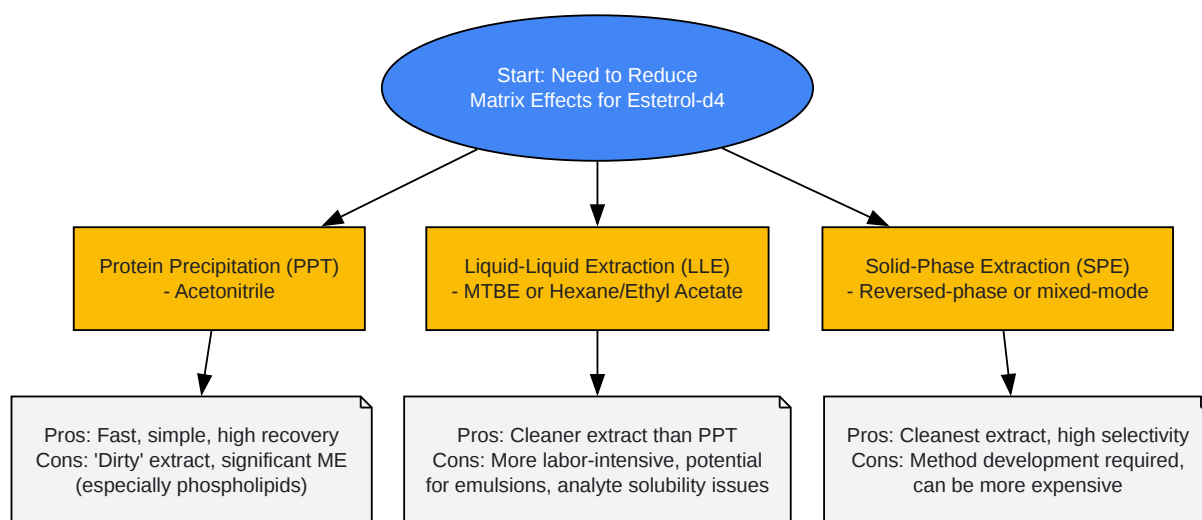 Start: Need to Reduce
Matrix Effects for Estetrol-d4
Protein Precipitation (PPT)
- Acetonitrile
Liquid-Liquid Extraction (LLE)
- MTBE or Hexane/Ethyl Acetate
Solid-Phase Extraction (SPE)
- Reversed-phase or mixed-mode
Pros: Fast, simple, high recovery
Cons: 'Dirty' extract, significant ME
(especially phospholipids)
Pros: Cleaner extract than PPT
Cons: More labor-intensive, potential
for emulsions, analyte solubility issues
Pros: Cleanest extract, high selectivity
Cons: Method development required,
can be more expensive